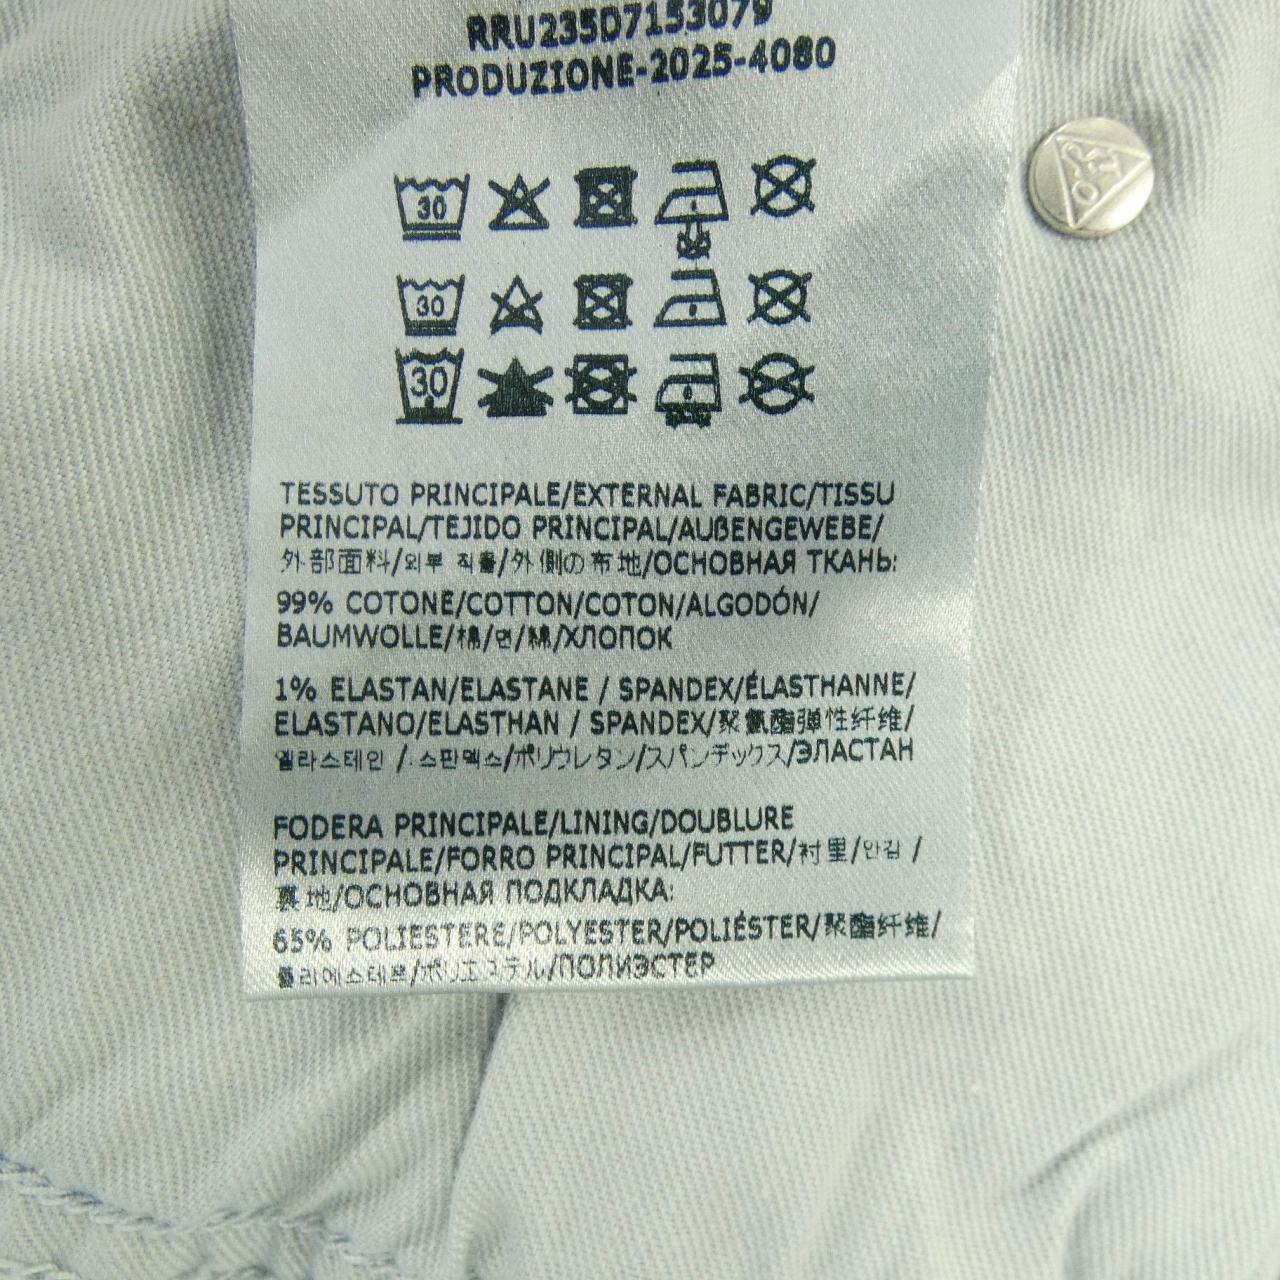 RRU235D7153079
PRODUZIONE-2025-4080
30
30
30
TESSUTO PRINCIPALE/EXTERNAL FABRIC/TISSU
PRINCIPAL/TEJIDO PRINCIPAL/AUßENGEWEBE/
外部面料/외부 직물/外側の布地/ОСНОВНАЯ ТКАНЬ:
99% COTONE/COTTON/COTON/ALGODÓN/
BAUMWOLLE/棉/면/綿/ХЛОПОК
1% ELASTAN/ELASTANE / SPANDEX/ÉLASTHANNE/
ELASTANO/ELASTHAN / SPANDEX/聚氨酯弹性纤维/
엘라스테인 / 스판덱스/ポリウレタン/スパンデックス/ЭЛАСТАН
FODERA PRINCIPALE/LINING/DOUBLURE
PRINCIPALE/FORRO PRINCIPAL/FUTTER/衬里/안감 /
裏地/ОСНОВНАЯ ПОДКЛАДКА:
65% POLIESTERE/POLYESTER/POLIÉSTER/聚酯纤维/
폴리에스테르/ポリエステル/ПОЛИЭСТЕР